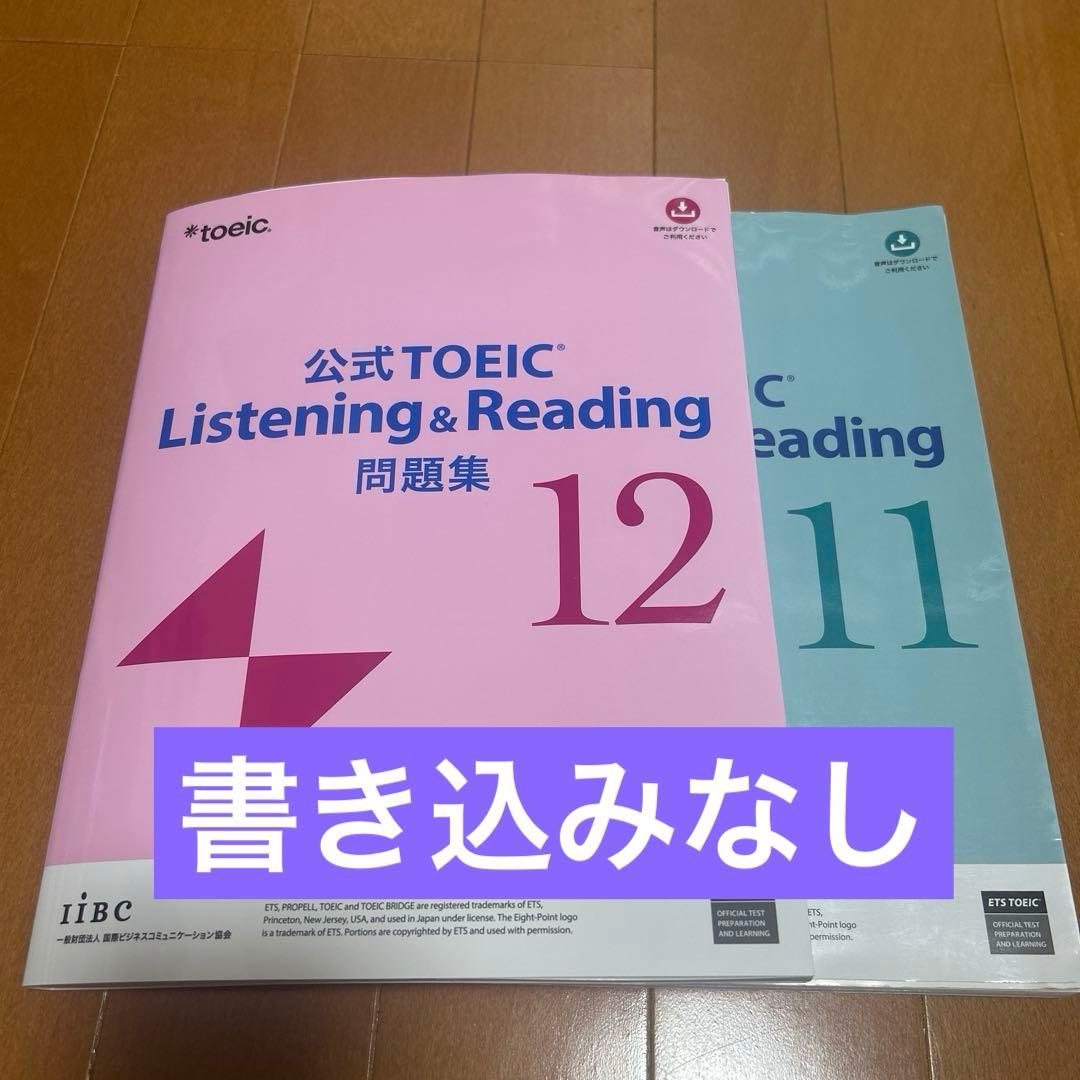 *toeic®
音声はダウンロードで
ご利用ください
公式 TOEIC®
Listening & Reading
問題集
12
音声はダウンロードで
ご利用ください
C®
eading
11
書き込みなし
IiBC
一般財団法人 国際ビジネスコミュニケーション協会
ETS, PROPELL, TOEIC and TOEIC BRIDGE are registered trademarks of ETS,
Princeton, New Jersey, USA, and used in Japan under license. The Eight-Point logo
is a trademark of ETS. Portions are copyrighted by ETS and used with permission.
OFFICIAL TEST
PREPARATION
AND LEARNING
ETS,
ht-Point logo
permission.
ETS TOEIC®
OFFICIAL TEST
PREPARATION
AND LEARNING